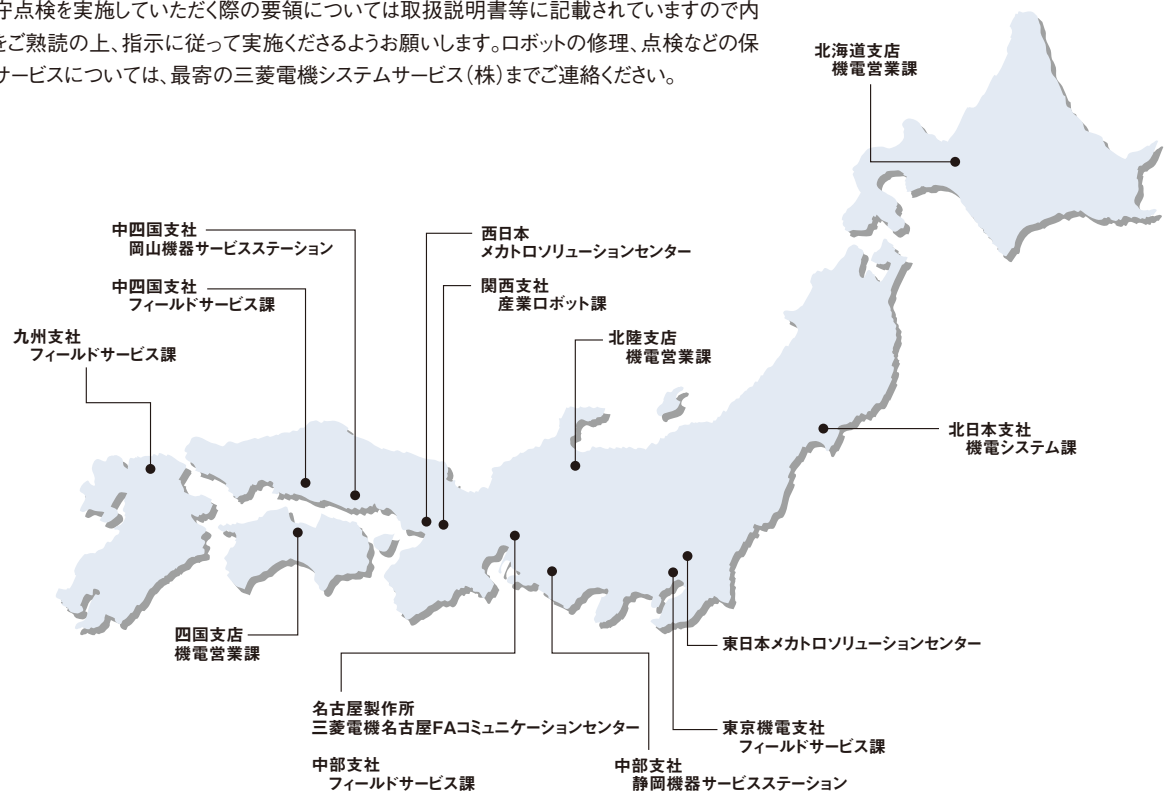 守点検を実施していただく際の要領については取扱説明書等に記載されていますので内
をご熟読の上、指示に従って実施くださるようお願いします。ロボットの修理、点検などの保
サービスについては、最寄の三菱電機システムサービス(株)までご連絡ください。
北海道支店
機電営業課
中四国支社
岡山機器サービスステーション
西日本
メカトロソリューションセンター
中四国支社
フィールドサービス課
関西支社
産業ロボット課
九州支社
フィールドサービス課
北陸支店
機電営業課
北日本支社
機電システム課
四国支店
機電営業課
東日本メカトロソリューションセンター
名古屋製作所
三菱電機名古屋FAコミュニケーションセンター
東京機電支社
フィールドサービス課
中部支社
フィールドサービス課
中部支社
静岡機器サービスステーション